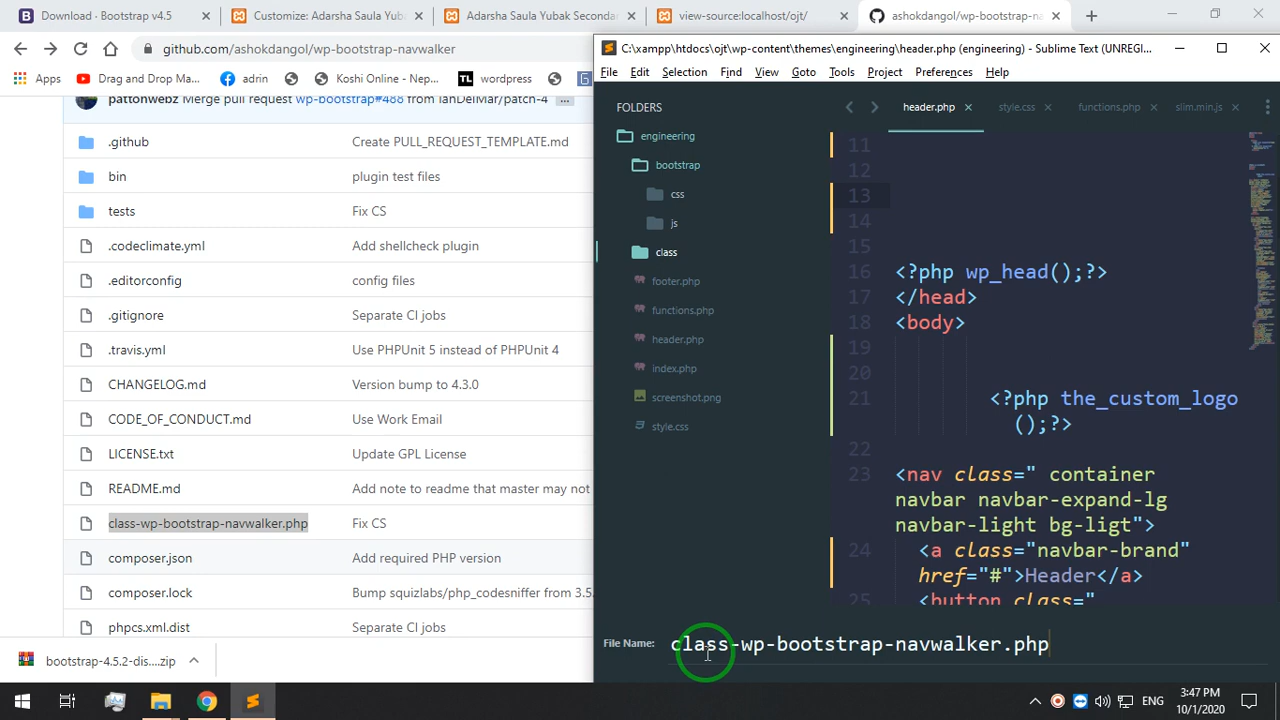 Download · Bootstrap v4.5
Customize: Adarsha Saula Yubak
Adarsha Saula Yubak Secondar
view-source:localhost/ojt/
ashokdangol/wp-bootstrap-na
github.com/ashokdangol/wp-bootstrap-navwalker
Apps
Drag and Drop Ma...
adrin
Koshi Online - Nep...
wordpress
pattonwebz Merge pull request wp-bootstrap#488 from IanDelMar/patch-4 ...
.github Create PULL_REQUEST_TEMPLATE.md
bin plugin test files
tests Fix CS
.codeclimate.yml Add shellcheck plugin
.editorconfig config files
.gitignore Separate CI jobs
.travis.yml Use PHPUnit 5 instead of PHPUnit 4
CHANGELOG.md Version bump to 4.3.0
CODE_OF_CONDUCT.md Use Work Email
LICENSE.txt Update GPL License
README.md Add note to readme that master may not
class-wp-bootstrap-navwalker.php Fix CS
composer.json Add required PHP version
composer.lock Bump squizlabs/php_codesniffer from 3.5.
phpcs.xml.dist Separate CI jobs
bootstrap-4.5.2-dis....zip
C:\xampp\htdocs\ojt\wp-content\themes\engineering\header.php (engineering) - Sublime Text (UNREGI...
File Edit Selection Find View Goto Tools Project Preferences Help
FOLDERS
engineering
bootstrap
css
js
class
footer.php
functions.php
header.php
index.php
screenshot.png
style.css
header.php style.css functions.php slim.min.js
11
12
13
14
15
16 <?php wp_head();?>
17 </head>
18 <body>
19
20
21 <?php the_custom_logo
();?>
22
23 <nav class=" container
navbar navbar-expand-lg
navbar-light bg-ligt">
24 <a class="navbar-brand"
href="#">Header</a>
25 <button class="
File Name: class-wp-bootstrap-navwalker.php
ENG
3:47 PM
10/1/2020